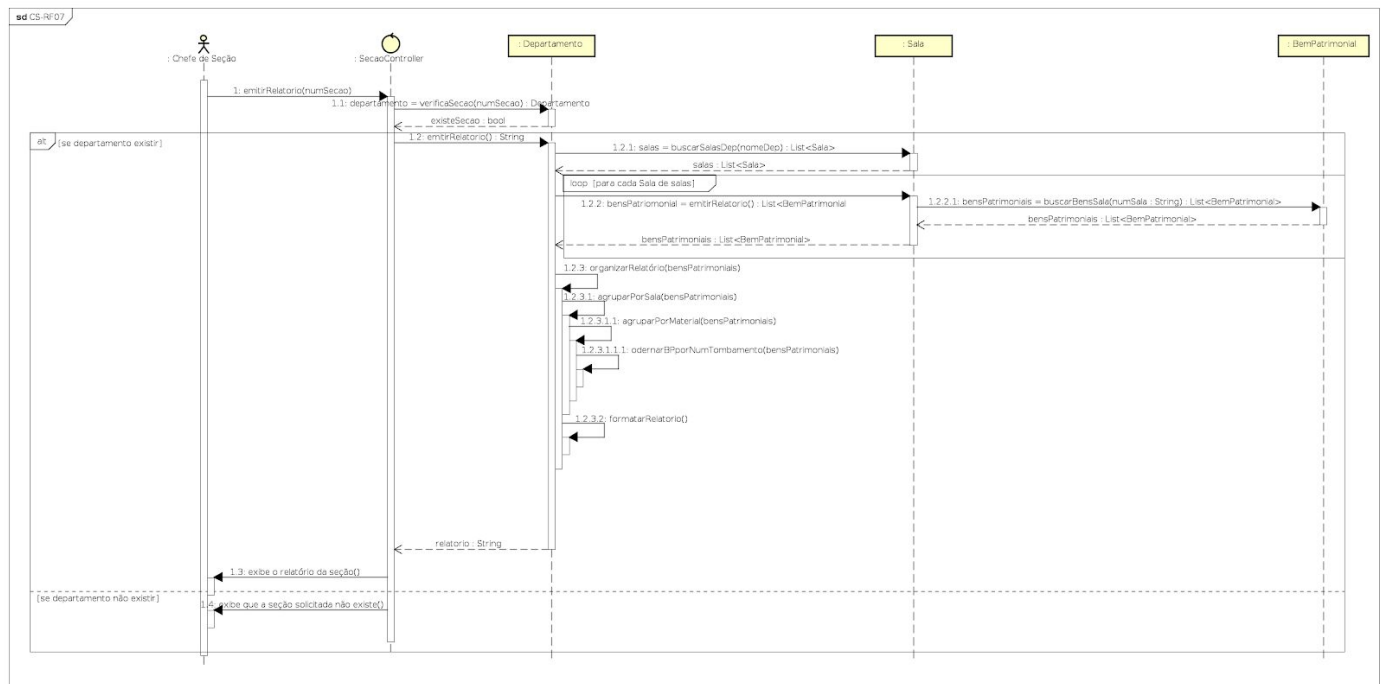 sd CS-RF07
: Chefe de Seção
: SecaoController
: Departamento
: Sala
: BemPatrimonial
1: emitirRelatorio(numSecao)
1.1: departamento = verificaSecao(numSecao) : Departamento
existeSecao : bool
alt [se departamento existir]
1.2: emitirRelatorio() : String
1.2.1: salas = buscarSalasDep(nomeDep) : List<Sala>
salas : List<Sala>
loop [para cada Sala de salas]
1.2.2: bensPatriomonial = emitirRelatorio() : List<BemPatrimonial
1.2.2.1: bensPatrimoniais = buscarBensSala(numSala : String) : List<BemPatrimonial>
bensPatrimoniais : List<BemPatrimonial>
bensPatrimoniais : List<BemPatrimonial>
1.2.3: organizarRelatório(bensPatrimoniais)
1.2.3.1: agruparPorSala(bensPatrimoniais)
1.2.3.1.1: agruparPorMaterial(bensPatrimoniais)
1.2.3.1.1.1: odernarBPporNumTombamento(bensPatrimoniais)
1.2.3.2: formatarRelatorio()
relatorio : String
1.3: exibe o relatório da seção()
[se departamento não existir]
1.4: exibe que a seção solicitada não existe()